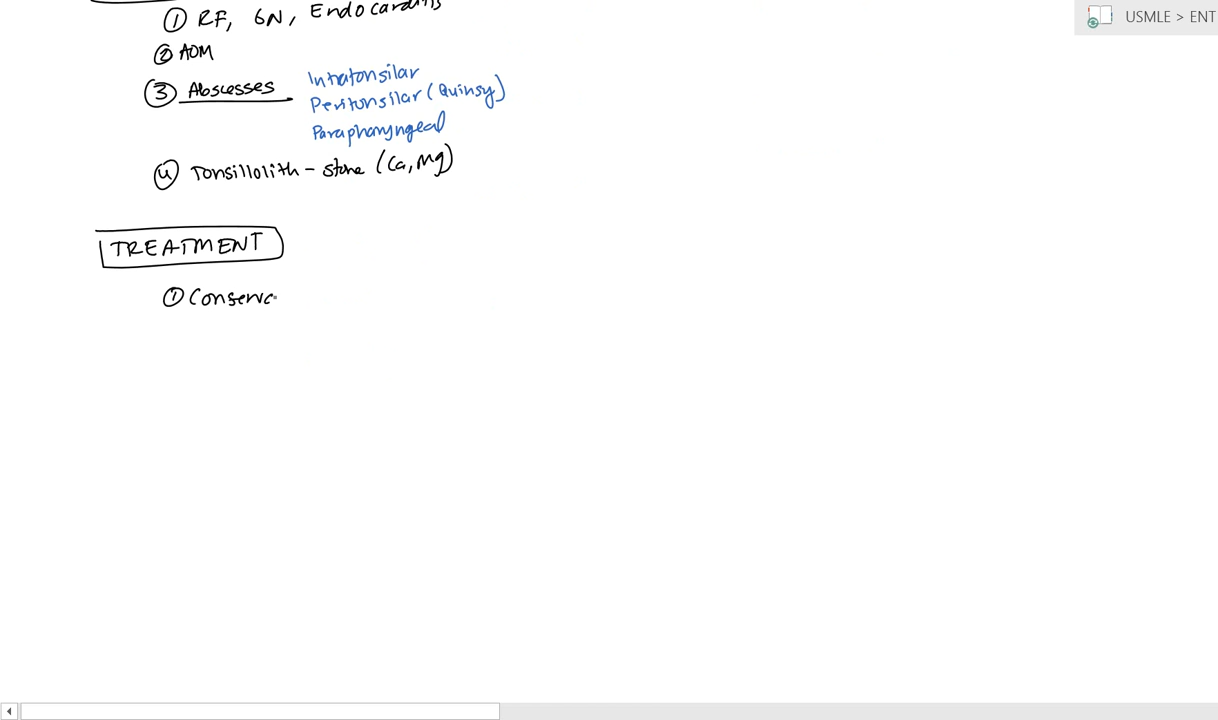 USMLE > ENT
① RF, GN, Endocarditis
② AOM
③ Abscesses
Intratonsilar
Peritonsilar (Quinsy)
Parapharyngeal
④ Tonsillolith - stone (Ca, Mg)
TREATMENT
① Conserva